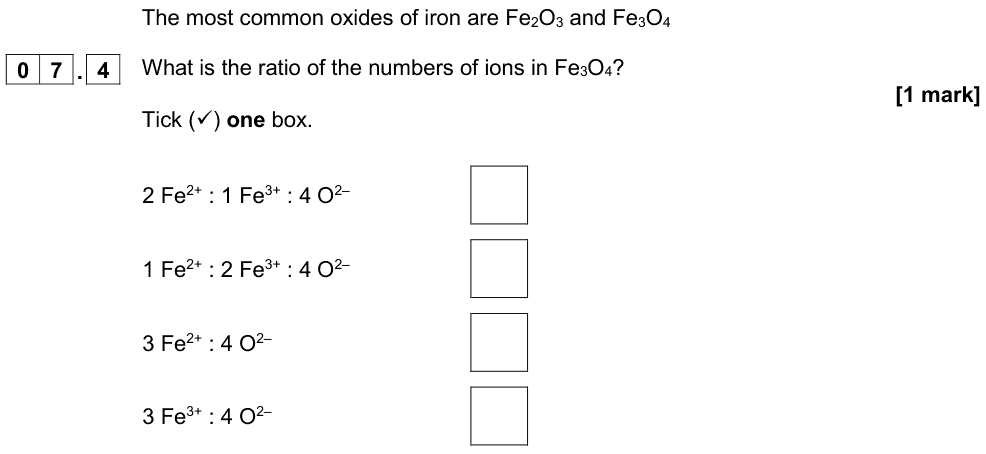 The most common oxides of iron are Fe₂O₃ and Fe₃O₄
0 7 . 4 What is the ratio of the numbers of ions in Fe₃O₄?
[1 mark]
Tick (✓) one box.
2 Fe²⁺ : 1 Fe³⁺ : 4 O²⁻
1 Fe²⁺ : 2 Fe³⁺ : 4 O²⁻
3 Fe²⁺ : 4 O²⁻
3 Fe³⁺ : 4 O²⁻